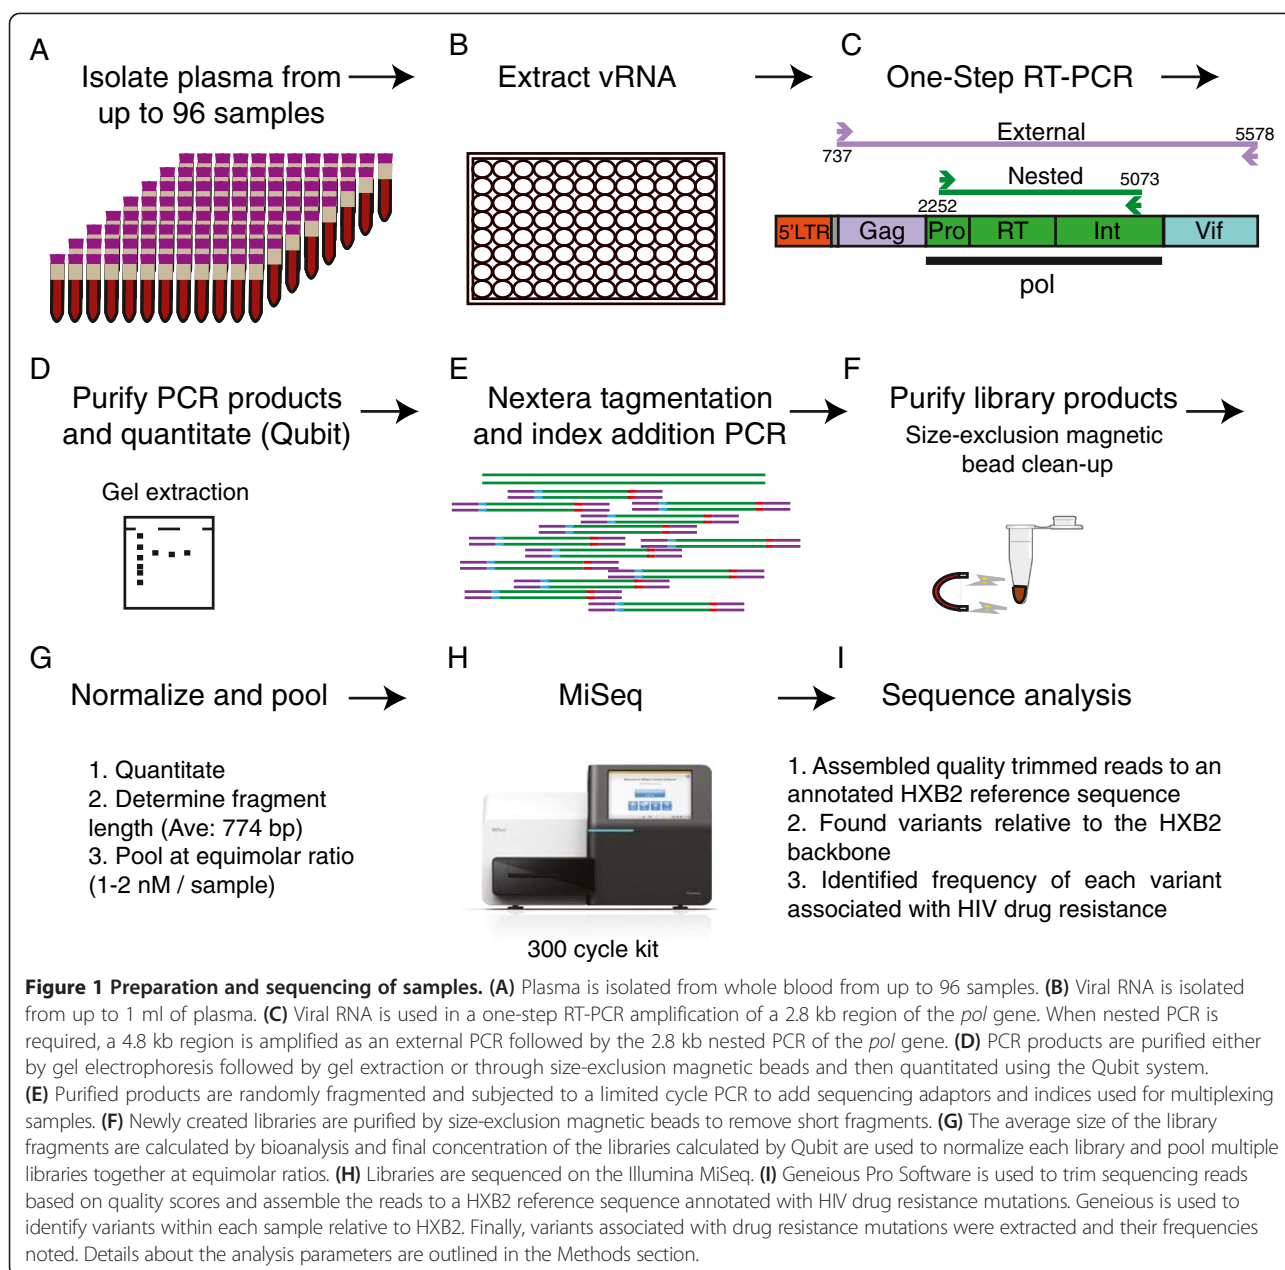 A
Isolate plasma from
up to 96 samples
B
Extract vRNA
C
One-Step RT-PCR
External
737
5578
Nested
2252
5073
5'LTR
Gag
Pro
RT
Int
Vif
pol
D
Purify PCR products
and quantitate (Qubit)
Gel extraction
E
Nextera tagmentation
and index addition PCR
F
Purify library products
Size-exclusion magnetic
bead clean-up
G
Normalize and pool
1. Quantitate
2. Determine fragment
length (Ave: 774 bp)
3. Pool at equimolar ratio
(1-2 nM / sample)
H
MiSeq
300 cycle kit
I
Sequence analysis
1. Assembled quality trimmed reads to an
annotated HXB2 reference sequence
2. Found variants relative to the HXB2
backbone
3. Identified frequency of each variant
associated with HIV drug resistance
Figure 1 Preparation and sequencing of samples. (A) Plasma is isolated from whole blood from up to 96 samples. (B) Viral RNA is isolated
from up to 1 ml of plasma. (C) Viral RNA is used in a one-step RT-PCR amplification of a 2.8 kb region of the pol gene. When nested PCR is
required, a 4.8 kb region is amplified as an external PCR followed by the 2.8 kb nested PCR of the pol gene. (D) PCR products are purified either
by gel electrophoresis followed by gel extraction or through size-exclusion magnetic beads and then quantitated using the Qubit system.
(E) Purified products are randomly fragmented and subjected to a limited cycle PCR to add sequencing adaptors and indices used for multiplexing
samples. (F) Newly created libraries are purified by size-exclusion magnetic beads to remove short fragments. (G) The average size of the library
fragments are calculated by bioanalysis and final concentration of the libraries calculated by Qubit are used to normalize each library and pool multiple
libraries together at equimolar ratios. (H) Libraries are sequenced on the Illumina MiSeq. (I) Geneious Pro Software is used to trim sequencing reads
based on quality scores and assemble the reads to a HXB2 reference sequence annotated with HIV drug resistance mutations. Geneious is used to
identify variants within each sample relative to HXB2. Finally, variants associated with drug resistance mutations were extracted and their frequencies
noted. Details about the analysis parameters are outlined in the Methods section.